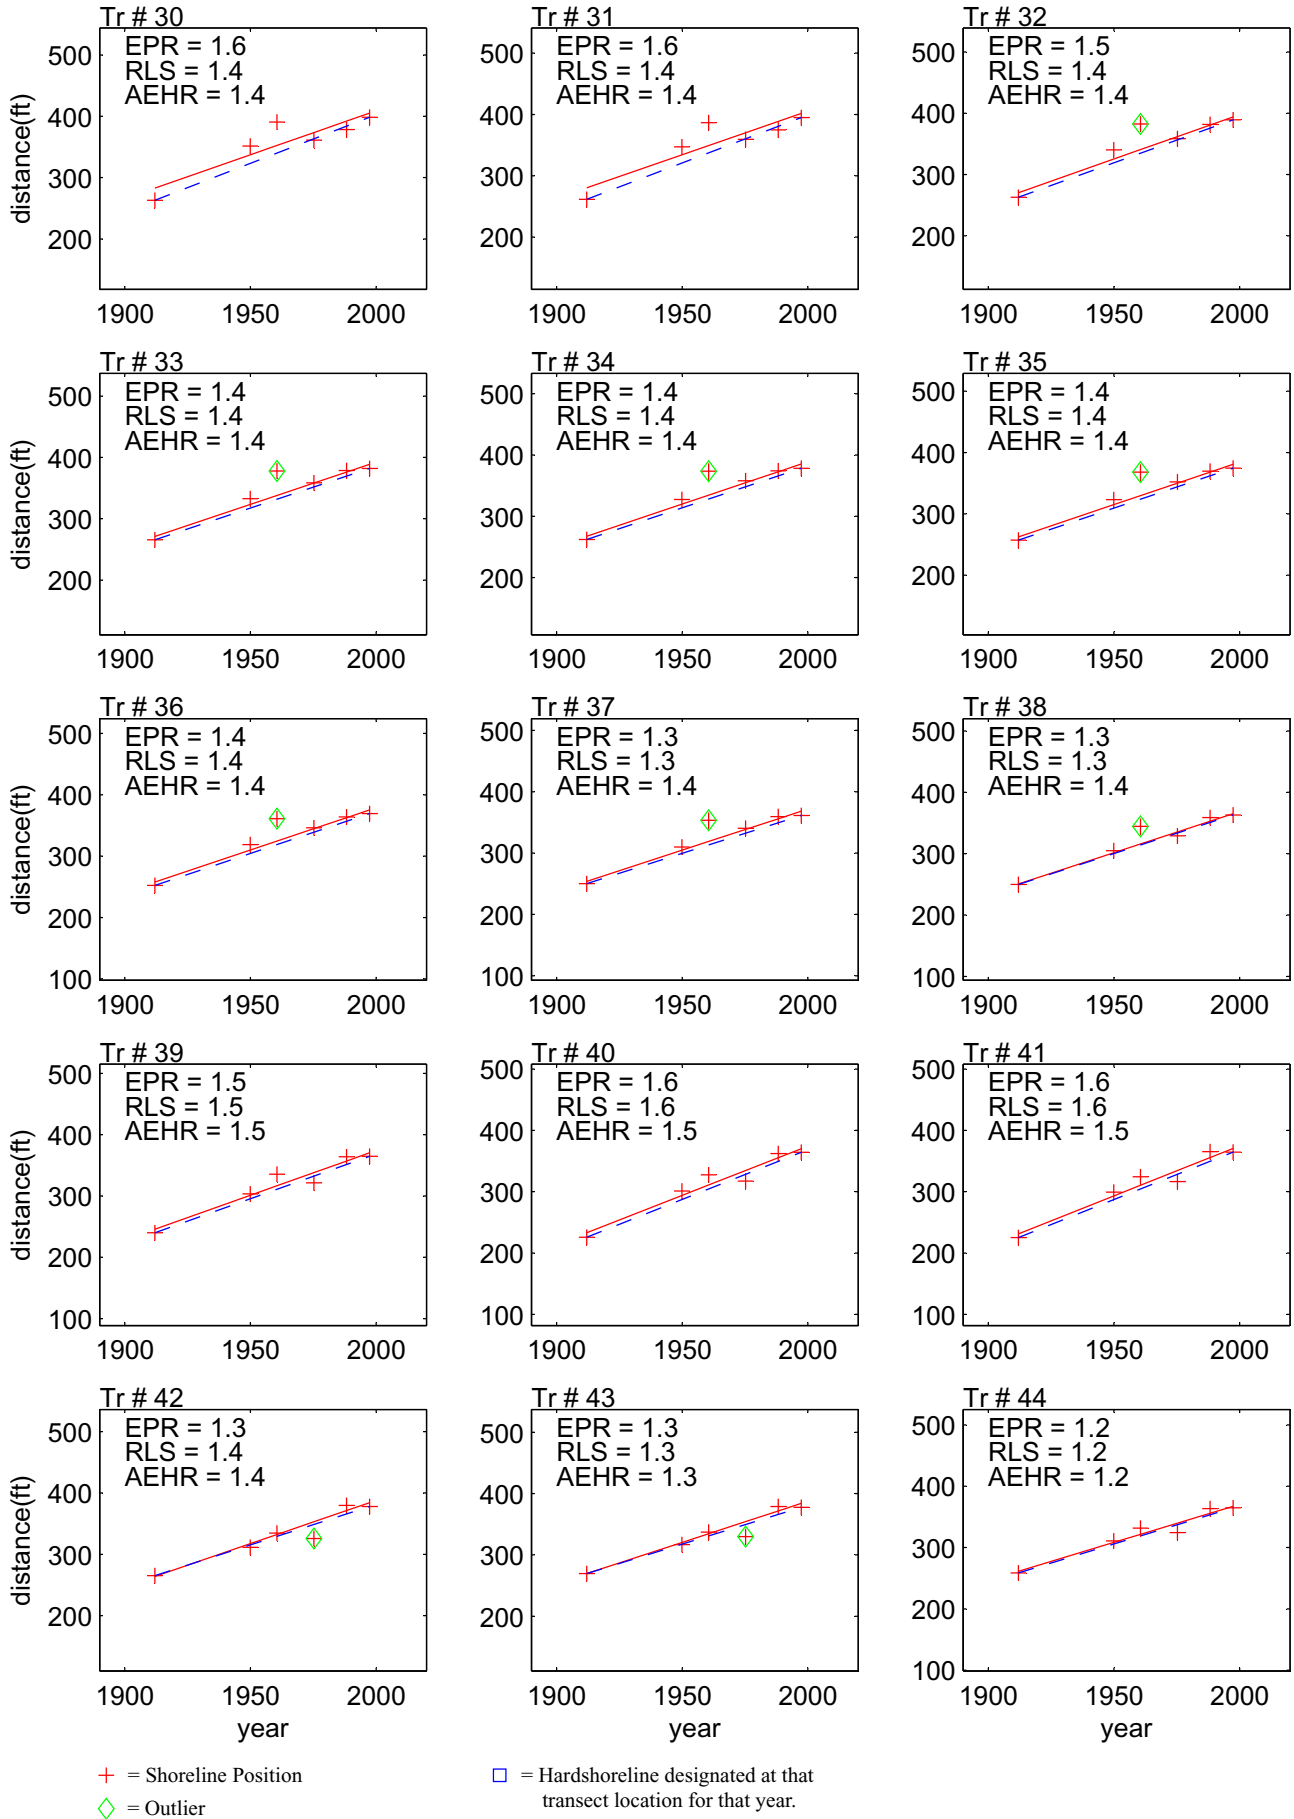 Tr # 30
EPR = 1.6
RLS = 1.4
AEHR = 1.4
500
400
300
200
distance(ft)
1900 1950 2000
Tr # 31
EPR = 1.6
RLS = 1.4
AEHR = 1.4
500
400
300
200
1900 1950 2000
Tr # 32
EPR = 1.5
RLS = 1.4
AEHR = 1.4
500
400
300
200
1900 1950 2000
Tr # 33
EPR = 1.4
RLS = 1.4
AEHR = 1.4
500
400
300
200
distance(ft)
1900 1950 2000
Tr # 34
EPR = 1.4
RLS = 1.4
AEHR = 1.4
500
400
300
200
1900 1950 2000
Tr # 35
EPR = 1.4
RLS = 1.4
AEHR = 1.4
500
400
300
200
1900 1950 2000
Tr # 36
EPR = 1.4
RLS = 1.4
AEHR = 1.4
500
400
300
200
100
distance(ft)
1900 1950 2000
Tr # 37
EPR = 1.3
RLS = 1.3
AEHR = 1.4
500
400
300
200
100
1900 1950 2000
Tr # 38
EPR = 1.3
RLS = 1.3
AEHR = 1.4
500
400
300
200
100
1900 1950 2000
Tr # 39
EPR = 1.5
RLS = 1.5
AEHR = 1.5
500
400
300
200
100
distance(ft)
1900 1950 2000
Tr # 40
EPR = 1.6
RLS = 1.6
AEHR = 1.5
500
400
300
200
100
1900 1950 2000
Tr # 41
EPR = 1.6
RLS = 1.6
AEHR = 1.5
500
400
300
200
100
1900 1950 2000
Tr # 42
EPR = 1.3
RLS = 1.4
AEHR = 1.4
500
400
300
200
distance(ft)
1900 1950 2000
year
Tr # 43
EPR = 1.3
RLS = 1.3
AEHR = 1.3
500
400
300
200
1900 1950 2000
year
Tr # 44
EPR = 1.2
RLS = 1.2
AEHR = 1.2
500
400
300
200
100
1900 1950 2000
year
= Shoreline Position
= Outlier
= Hardshoreline designated at that
transect location for that year.